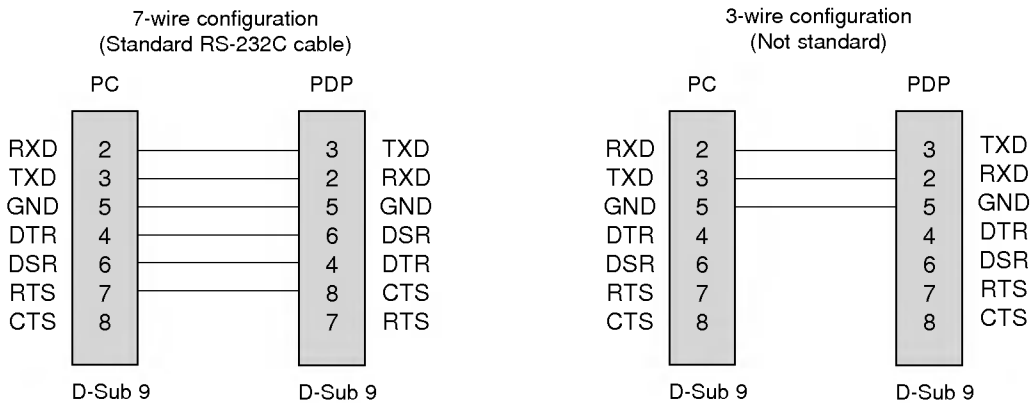 7-wire configuration
(Standard RS-232C cable)
PC PDP
RXD 2 3 TXD
TXD 3 2 RXD
GND 5 5 GND
DTR 4 6 DSR
DSR 6 4 DTR
RTS 7 8 CTS
CTS 8 7 RTS
D-Sub 9 D-Sub 9
3-wire configuration
(Not standard)
PC PDP
RXD 2 3 TXD
TXD 3 2 RXD
GND 5 5 GND
DTR 4 4 DTR
DSR 6 6 DSR
RTS 7 7 RTS
CTS 8 8 CTS
D-Sub 9 D-Sub 9